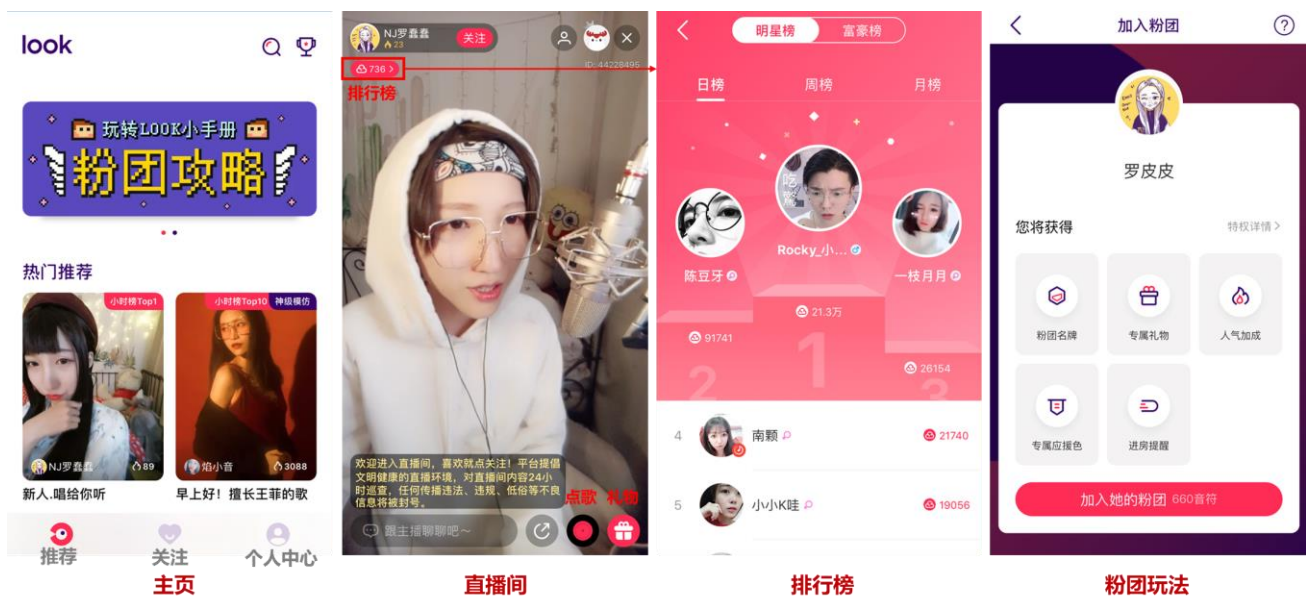 look
玩转LOOK小手册
粉团攻略
热门推荐
小时榜Top1
NJ罗蠢蠢
89
新人.唱给你听
小时榜Top10
神级模仿
焰小音
3088
早上好！擅长王菲的歌
推荐
关注
个人中心
主页
NJ罗蠢蠢
23
关注
736 >
ID: 44228495
排行榜
欢迎进入直播间，喜欢就点关注！平台提倡
文明健康的直播环境，对直播间内容24小
时巡查，任何传播违法、违规、低俗等不良
信息将被封号。
点歌
礼物
跟主播聊聊吧～
直播间
明星榜
富豪榜
日榜
周榜
月榜
陈豆牙
91741
2
Rocky_小...
21.3万
1
一枝月月
26154
3
4
南颗
21740
5
小小K哇
19056
排行榜
加入粉团
?
罗皮皮
您将获得
特权详情 >
粉团名牌
专属礼物
人气加成
专属应援色
进房提醒
加入她的粉团 660音符
粉团玩法